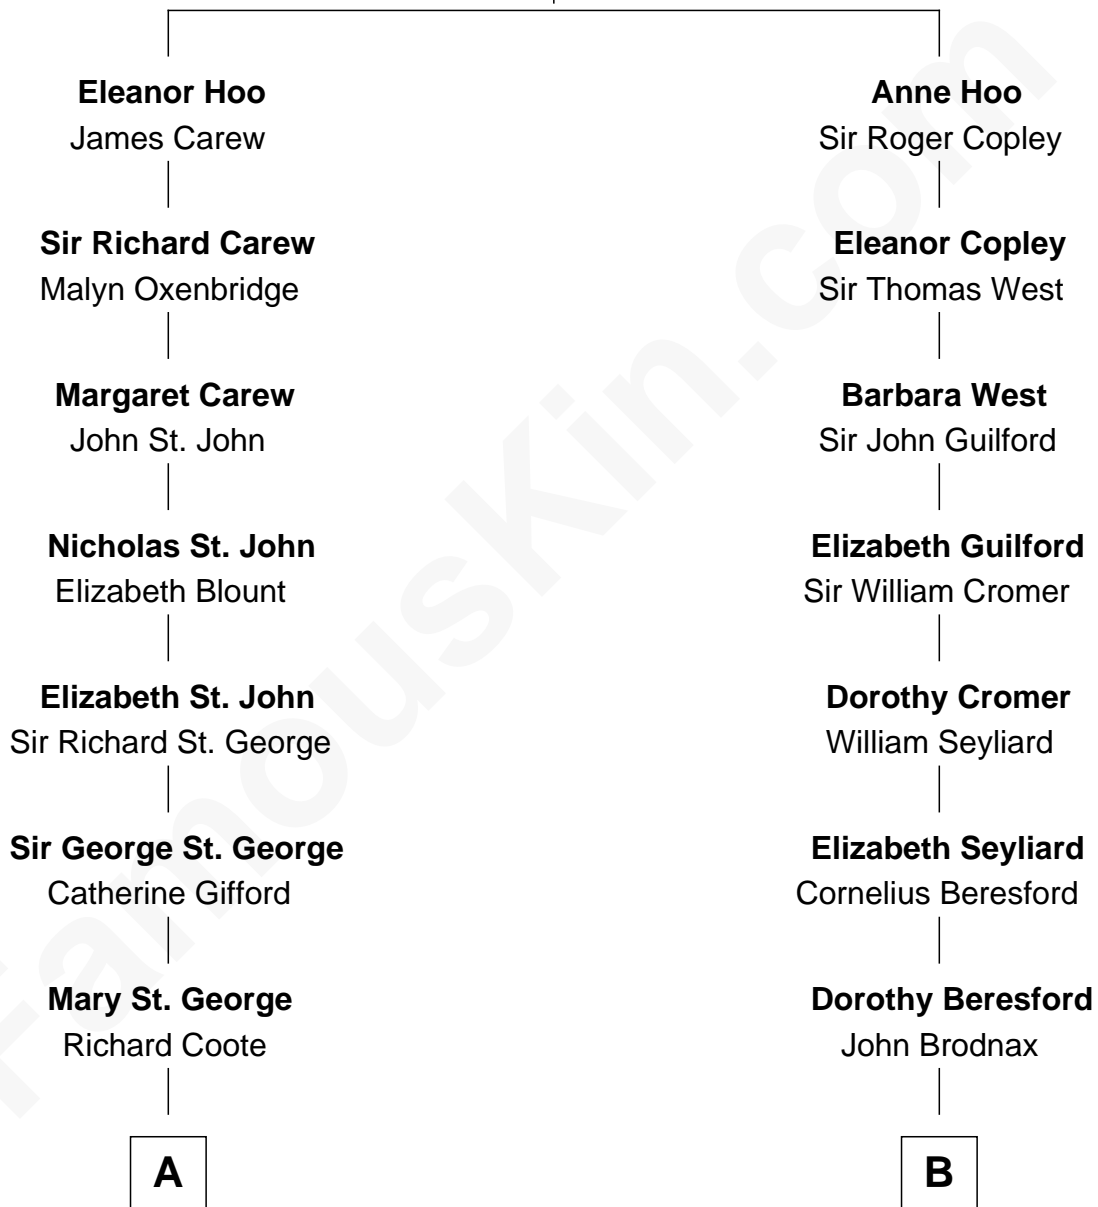 Eleanor Hoo
James Carew
Sir Richard Carew
Malyn Oxenbridge
Margaret Carew
John St. John
Nicholas St. John
Elizabeth Blount
Elizabeth St. John
Sir Richard St. George
Sir George St. George
Catherine Gifford
Mary St. George
Richard Coote
A
Anne Hoo
Sir Roger Copley
Eleanor Copley
Sir Thomas West
Barbara West
Sir John Guilford
Elizabeth Guilford
Sir William Cromer
Dorothy Cromer
William Seyliard
Elizabeth Seyliard
Cornelius Beresford
Dorothy Beresford
John Brodnax
B
FamousKin.com